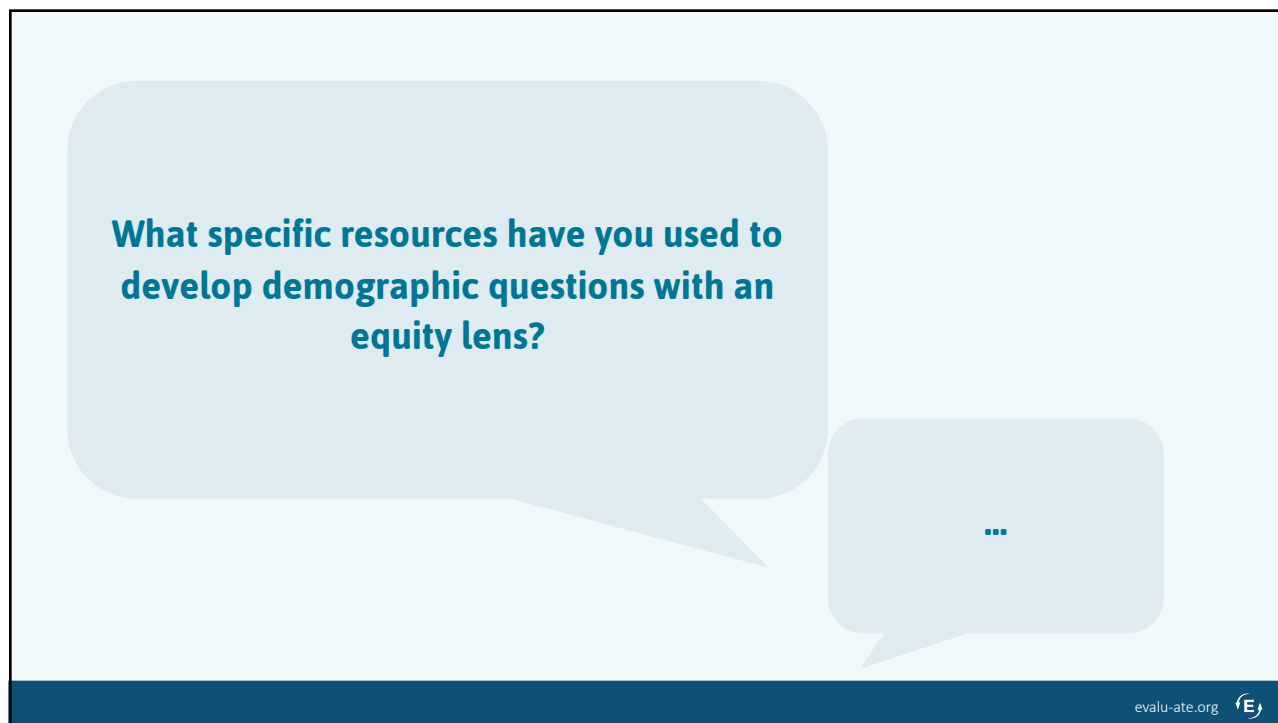 What specific resources have you used to
develop demographic questions with an
equity lens?
...
evalu-ate.org
E